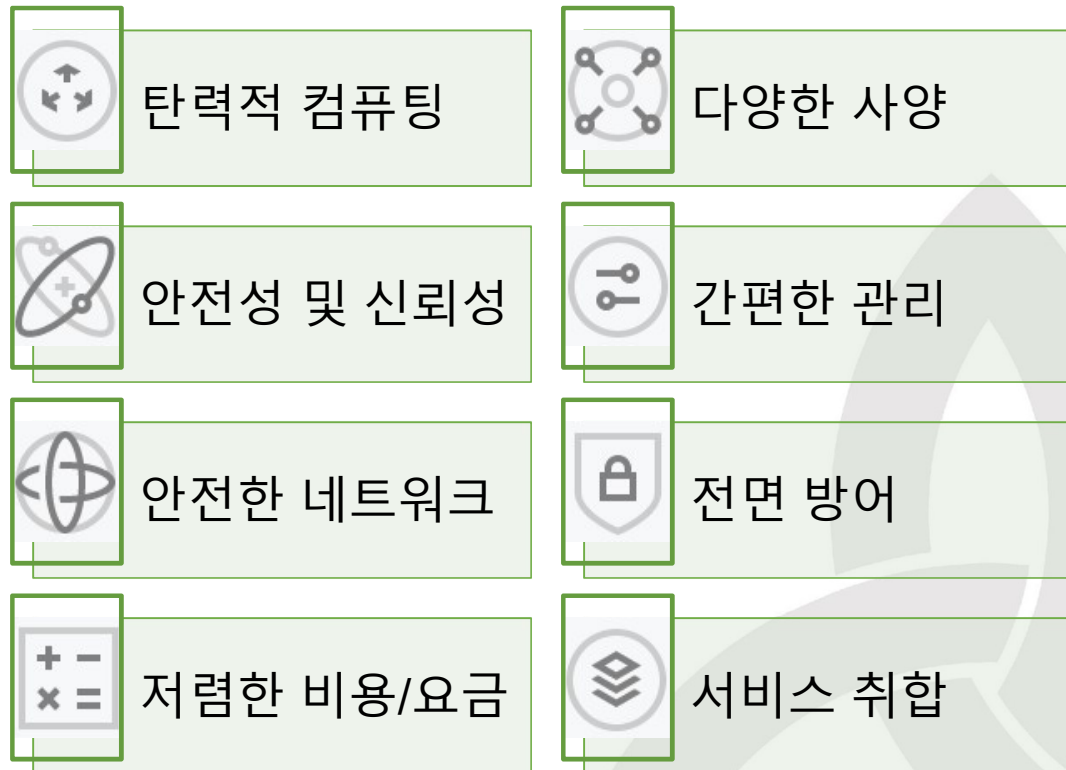 탄력적 컴퓨팅
다양한 사양
안전성 및 신뢰성
간편한 관리
안전한 네트워크
전면 방어
저렴한 비용/요금
서비스 취합